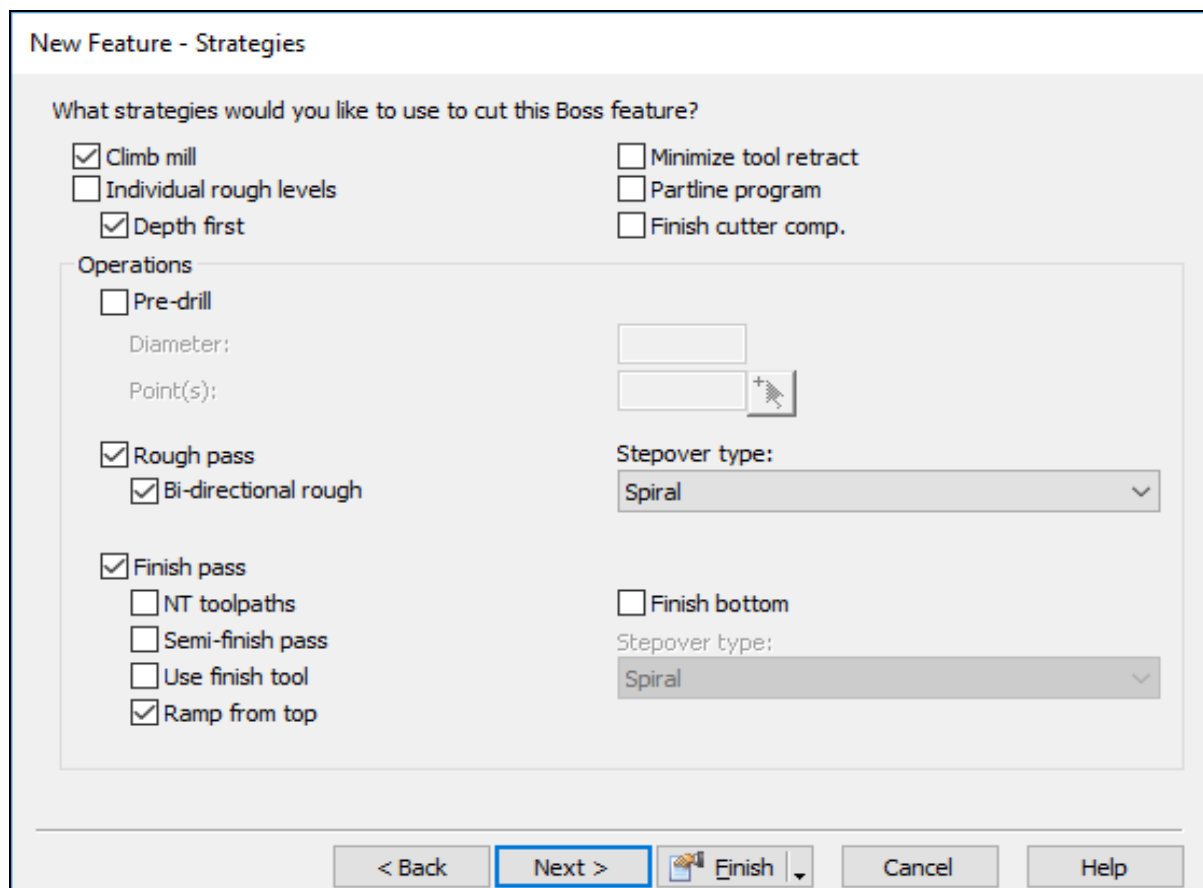 New Feature - Strategies
What strategies would you like to use to cut this Boss feature?
Climb mill
Minimize tool retract
Individual rough levels
Partline program
Depth first
Finish cutter comp.
Operations
Pre-drill
Diameter:
Point(s):
Rough pass
Stepover type:
Bi-directional rough
Spiral
Finish pass
NT toolpaths
Finish bottom
Semi-finish pass
Stepover type:
Use finish tool
Spiral
Ramp from top
< Back
Next >
Finish
Cancel
Help